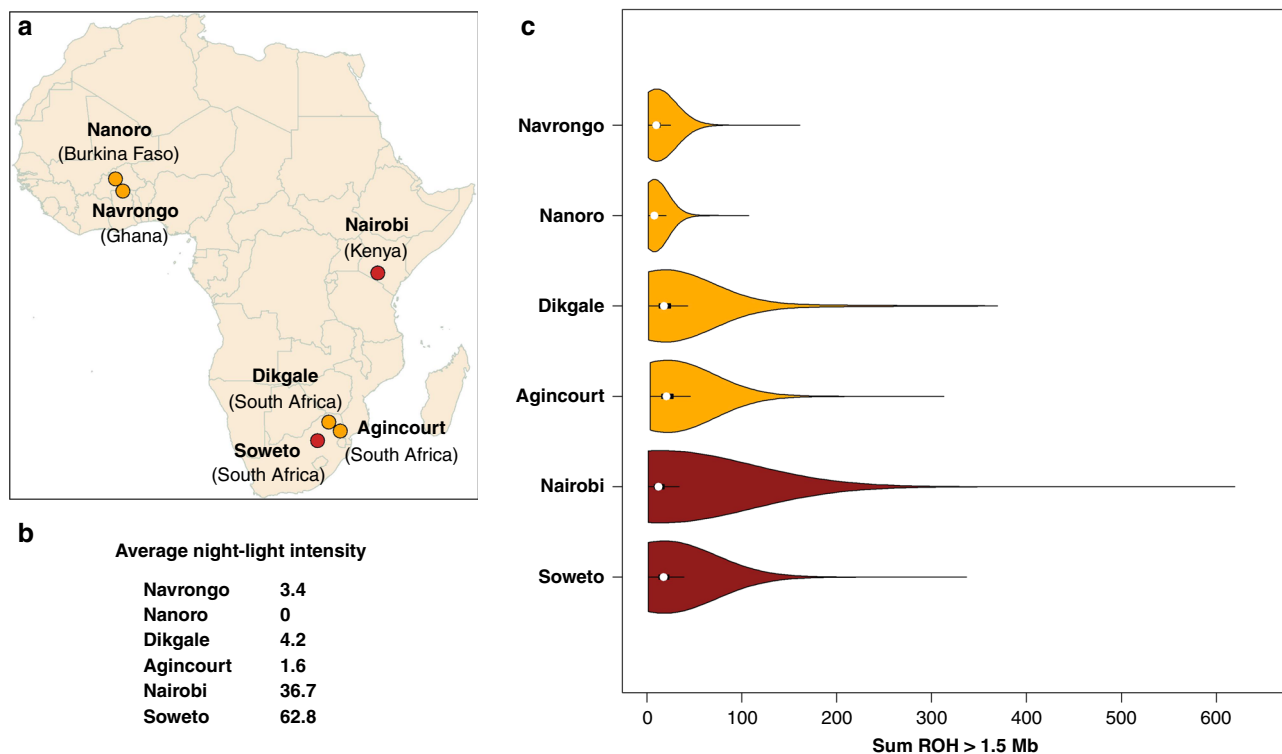 a
Nanoro
(Burkina Faso)
Navrongo
(Ghana)
Nairobi
(Kenya)
Dikgale
(South Africa)
Agincourt
(South Africa)
Soweto
(South Africa)
b
Average night-light intensity
Navrongo 3.4
Nanoro 0
Dikgale 4.2
Agincourt 1.6
Nairobi 36.7
Soweto 62.8
c
Navrongo
Nanoro
Dikgale
Agincourt
Nairobi
Soweto
0 100 200 300 400 500 600
Sum ROH > 1.5 Mb